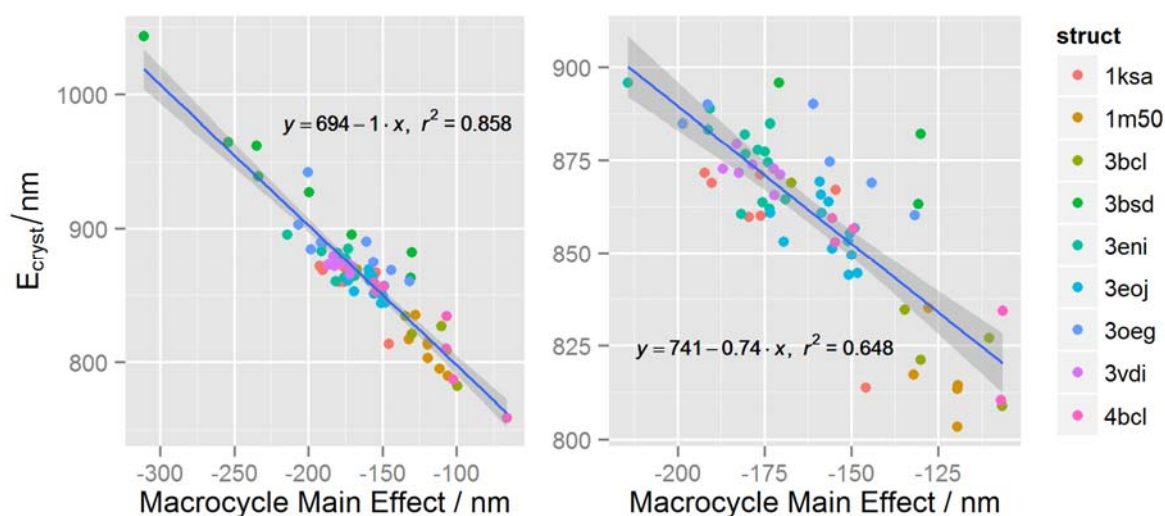 E_cryst/nm
1000
900
800
y = 694 − 1 · x, r² = 0.858
-300 -250 -200 -150 -100
Macrocycle Main Effect / nm
900
875
850
825
800
y = 741 − 0.74 · x, r² = 0.648
-200 -175 -150 -125
Macrocycle Main Effect / nm
struct
1ksa
1m50
3bcl
3bsd
3eni
3eoj
3oeg
3vdi
4bcl